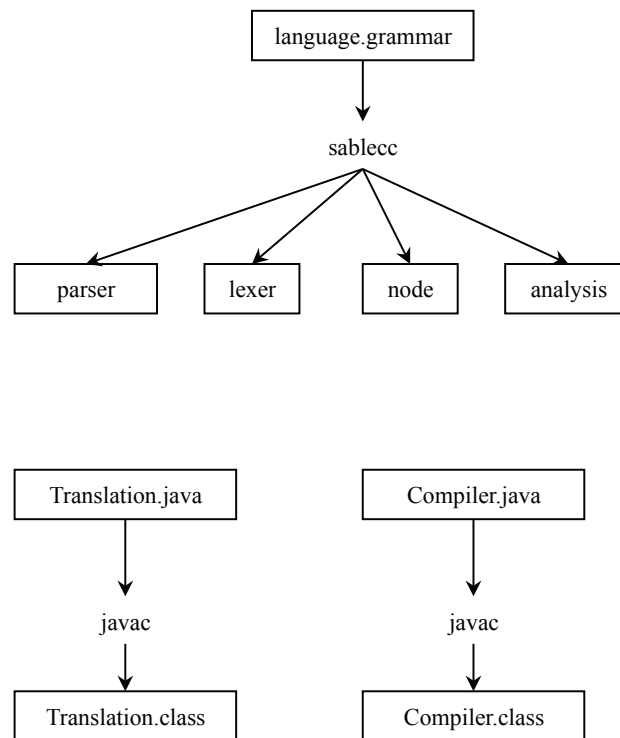 language.grammar
sablecc
parser lexer node analysis
Translation.java Compiler.java
javac javac
Translation.class Compiler.class